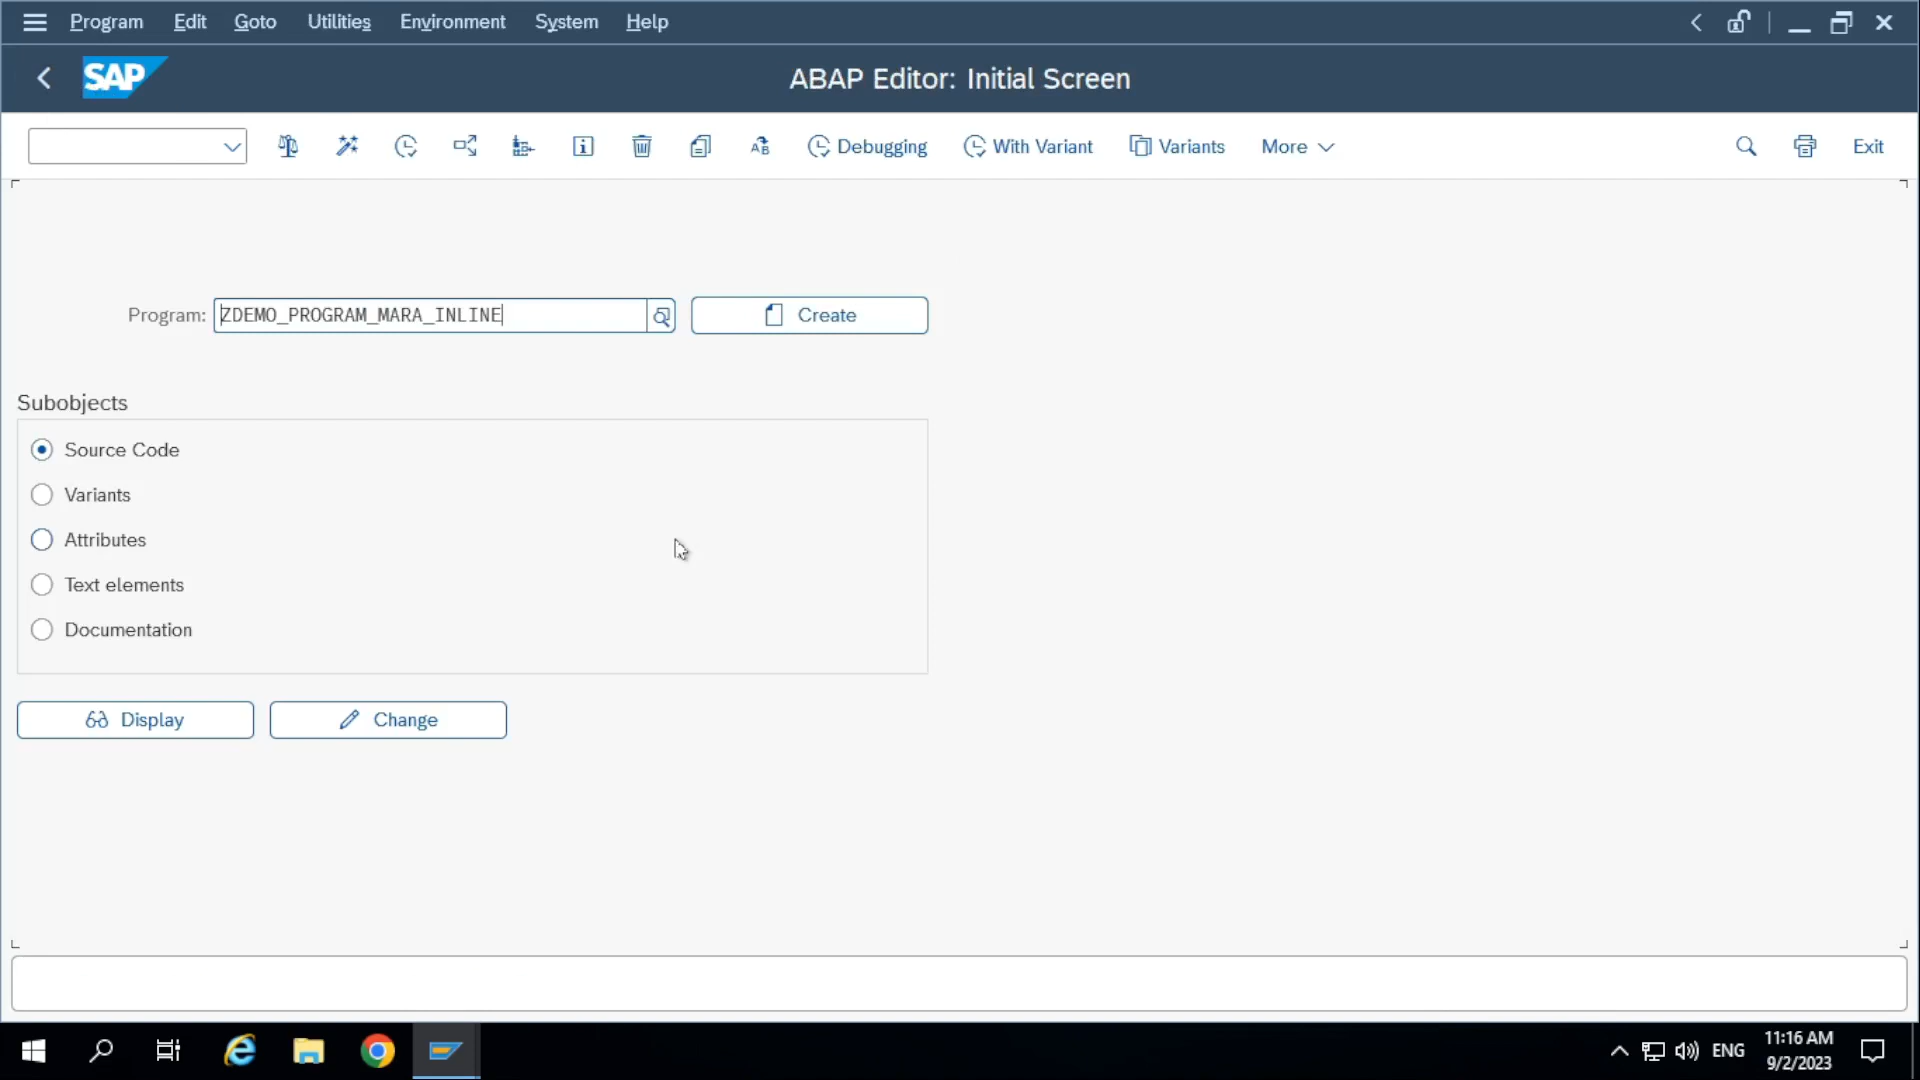 Program Edit Goto Utilities Environment System Help
SAP ABAP Editor: Initial Screen
Debugging With Variant Variants More Exit
Program: ZDEMO_PROGRAM_MARA_INLINE Create
Subobjects
Source Code
Variants
Attributes
Text elements
Documentation
Display Change
ENG 11:16 AM
9/2/2023